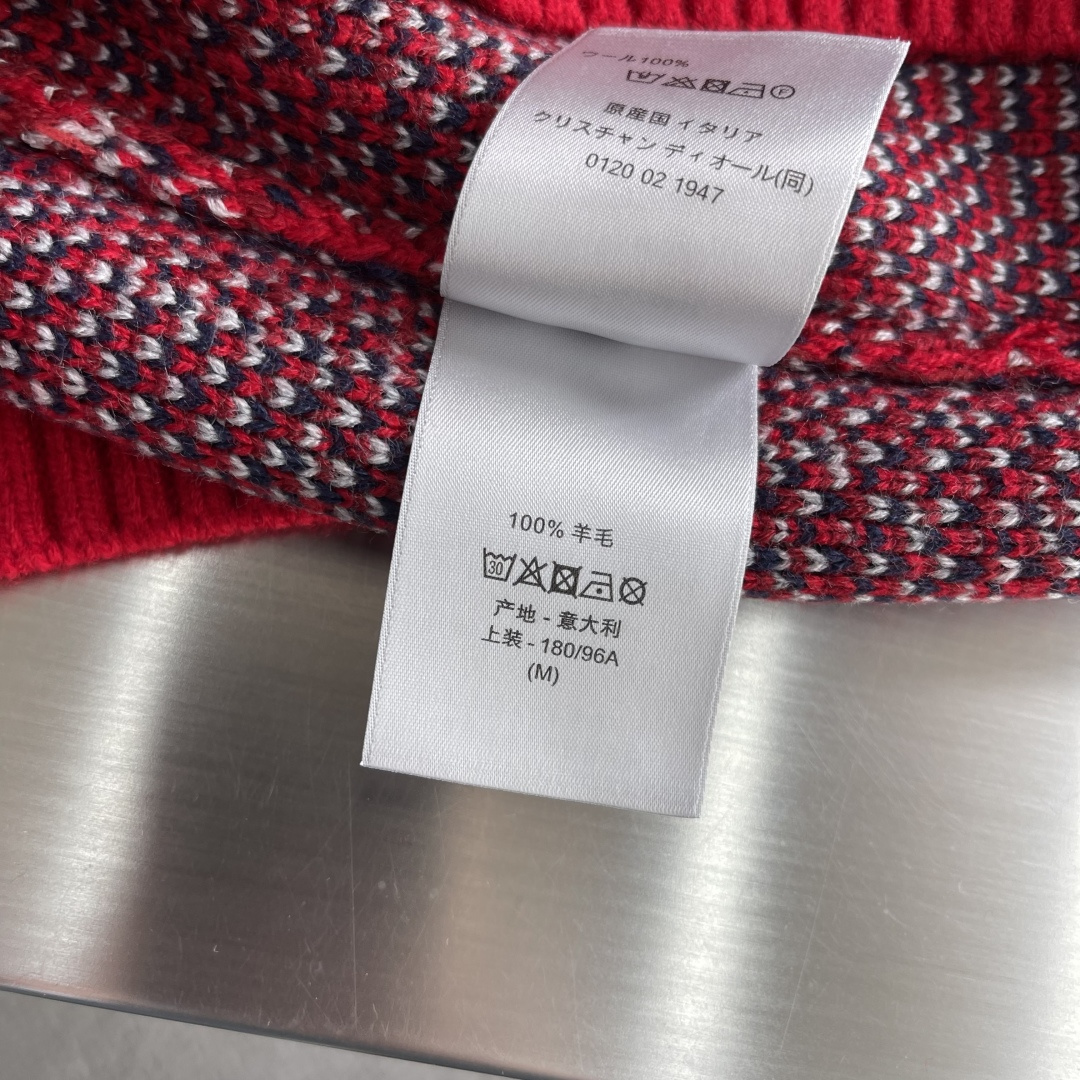 ウール100%
F
原産国 イタリア
クリスチャン ディオール(同)
0120 02 1947
100% 羊毛
30
产地 - 意大利
上装 - 180/96A
(M)